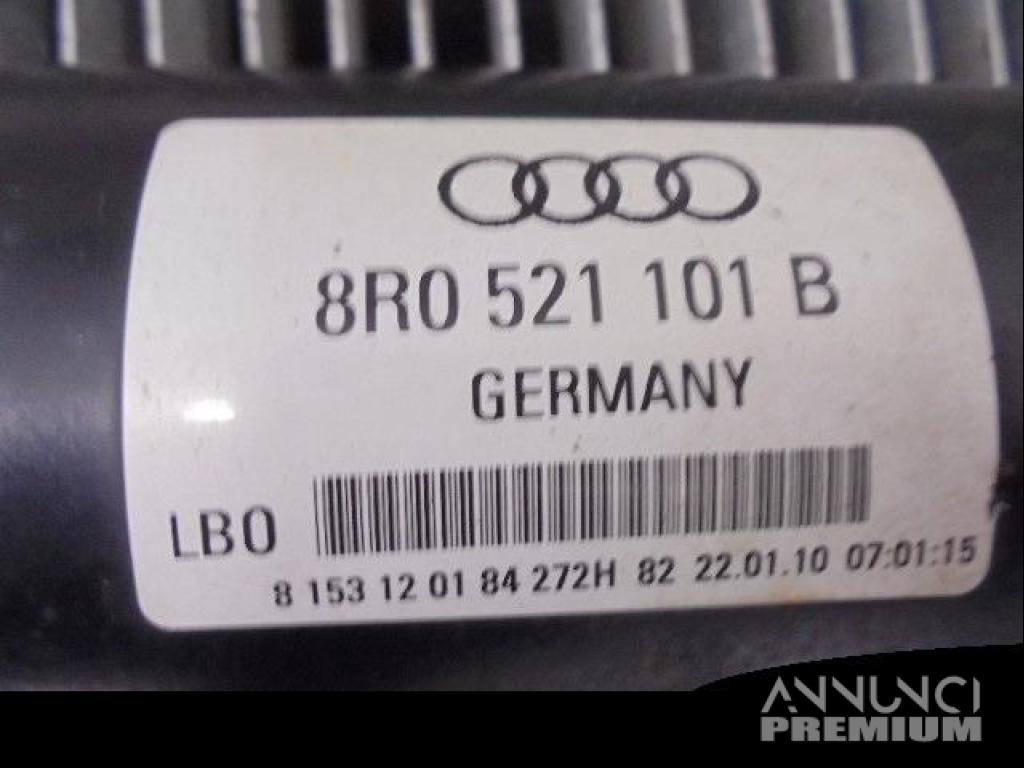 8R0 521 101 B
GERMANY
LB0
8 153 12 01 84 272H 82 22.01.10 07:01:15
ANNUNCI
PREMIUM